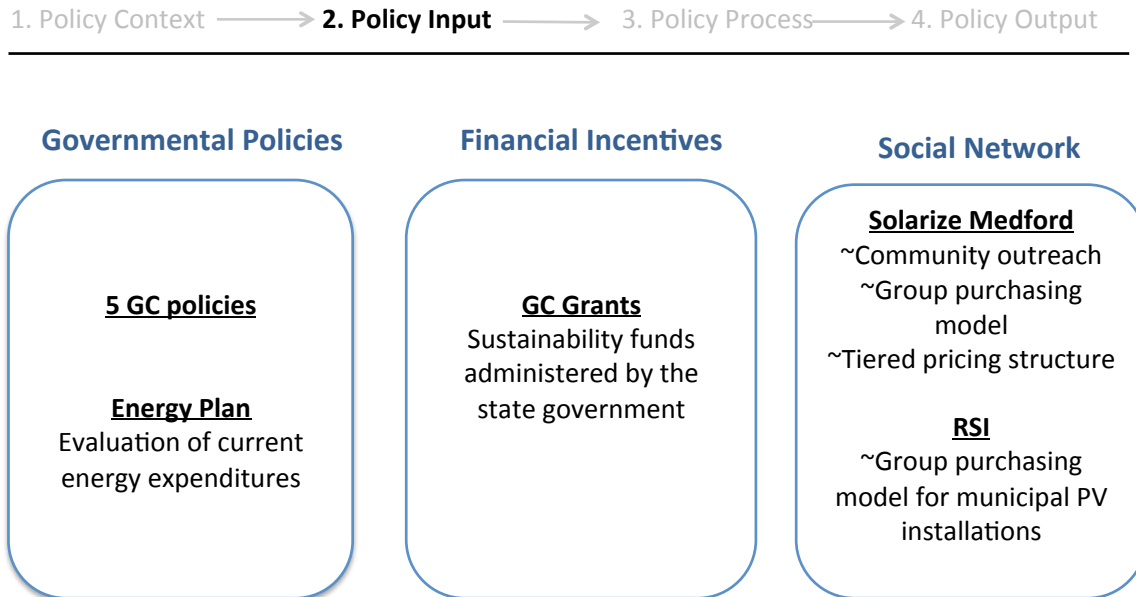 1. Policy Context → 2. Policy Input → 3. Policy Process → 4. Policy Output
Governmental Policies
5 GC policies
Energy Plan
Evaluation of current
energy expenditures
Financial Incentives
GC Grants
Sustainability funds
administered by the
state government
Social Network
Solarize Medford
~Community outreach
~Group purchasing
model
~Tiered pricing structure
RSI
~Group purchasing
model for municipal PV
installations